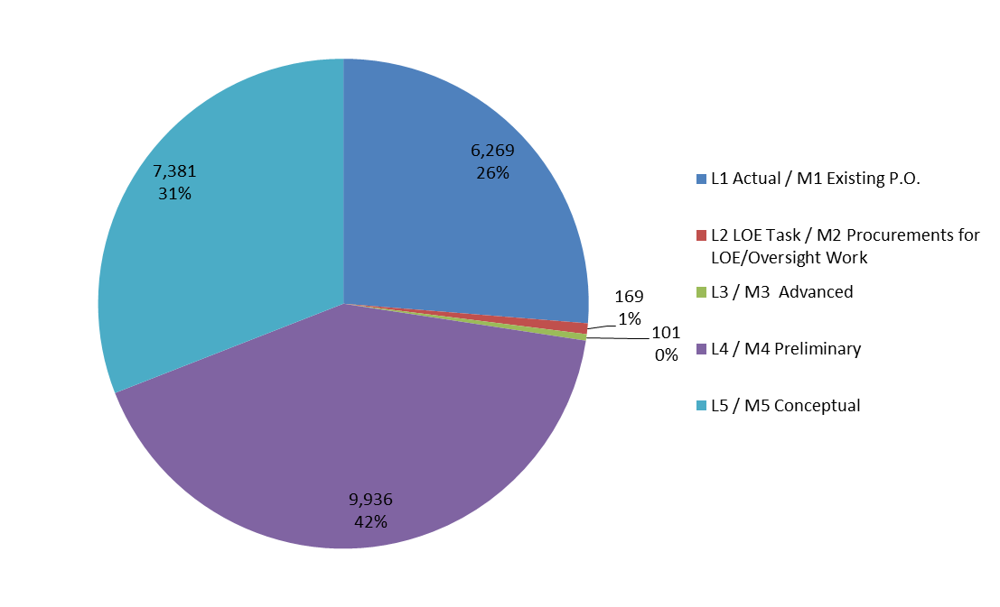 6,269
26%
169
1%
101
0%
9,936
42%
7,381
31%
L1 Actual / M1 Existing P.O.
L2 LOE Task / M2 Procurements for
LOE/Oversight Work
L3 / M3  Advanced
L4 / M4 Preliminary
L5 / M5 Conceptual